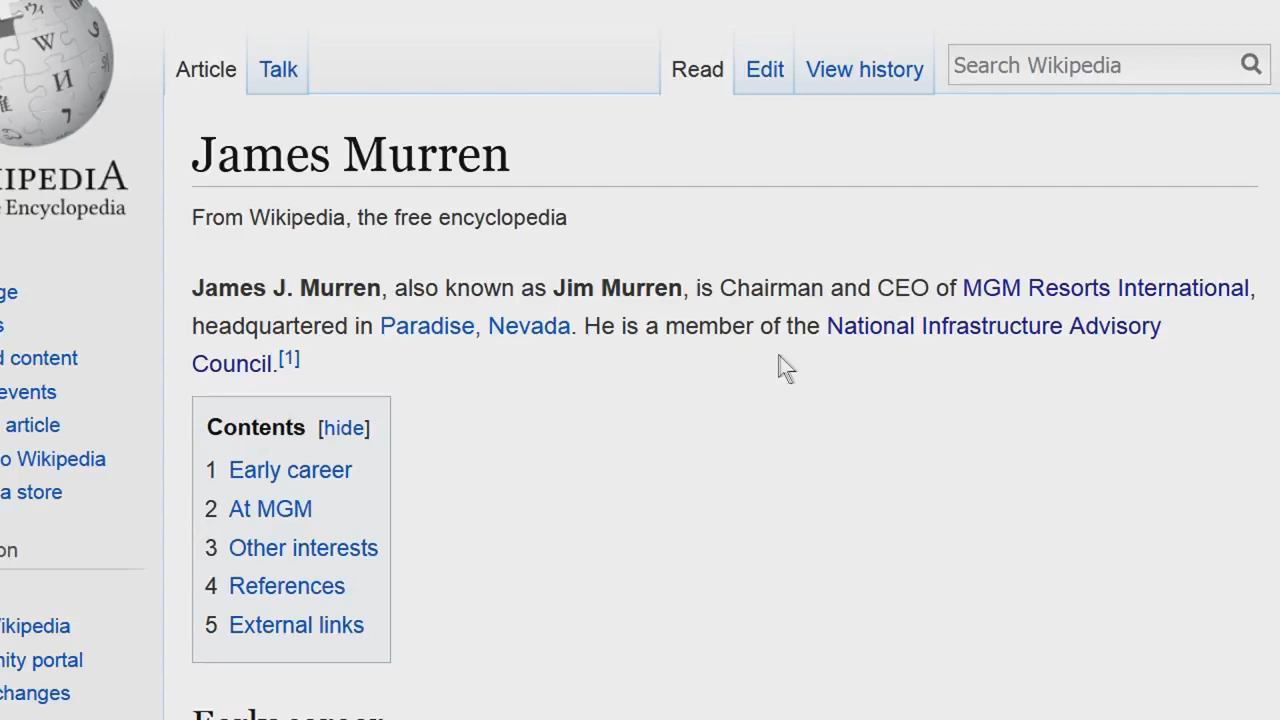 Article Talk Read Edit View history Search Wikipedia
James Murren
From Wikipedia, the free encyclopedia
James J. Murren, also known as Jim Murren, is Chairman and CEO of MGM Resorts International,
headquartered in Paradise, Nevada. He is a member of the National Infrastructure Advisory
Council.[1]
Contents [hide]
1 Early career
2 At MGM
3 Other interests
4 References
5 External links
Early career
IPEDIA
Encyclopedia
content
events
article
o Wikipedia
a store
on
ikipedia
nity portal
changes